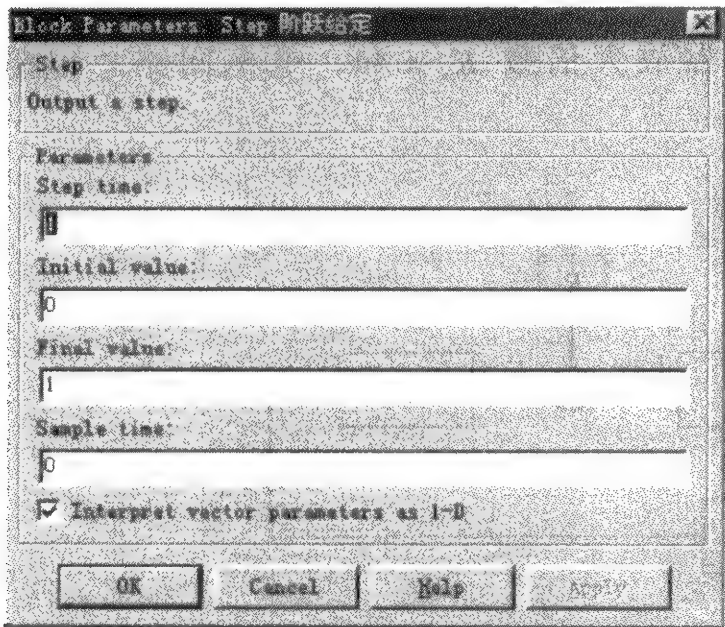 Block Parameters: Step 阶跃给定
Step
Output a step.
Parameters
Step time:
Initial value:
0
Final value:
1
Sample time:
0
Interpret vector parameters as 1-D
OK
Cancel
Help
Apply